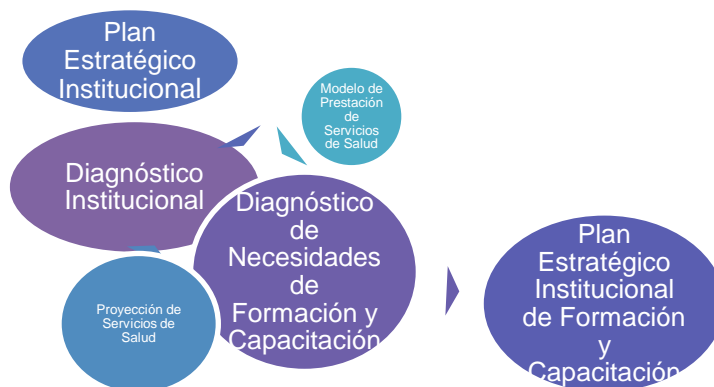 Plan
Estratégico
Institucional
Modelo de
Prestación
de
Servicios
de Salud
Diagnóstico
Institucional
Diagnóstico
de
Necesidades
de
Formación y
Capacitación
Proyección de
Servicios de
Salud
Plan
Estratégico
Institucional
de Formación
y
Capacitación